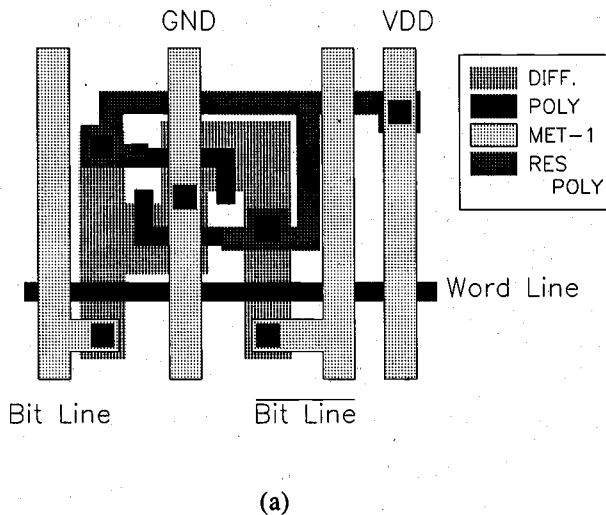 GND
VDD
DIFF.
POLY
MET-1
RES
POLY
Word Line
Bit Line
Bit Line
(a)